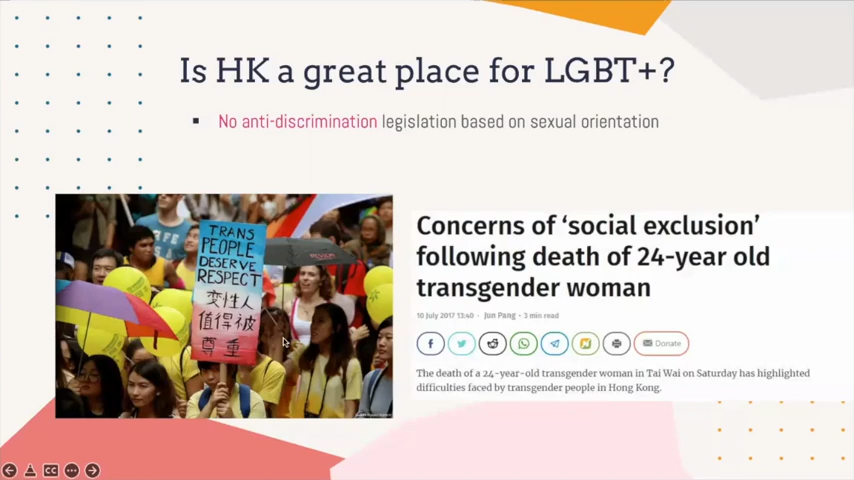 Is HK a great place for LGBT+?
▪ No anti-discrimination legislation based on sexual orientation
TRANS
PEOPLE
DESERVE
RESPECT
变性人
值得被
尊重
Concerns of ‘social exclusion’
following death of 24-year old
transgender woman
10 July 2017 13:40 - Jun Pang - 3 min read
Donate
The death of a 24-year-old transgender woman in Tai Wai on Saturday has highlighted
difficulties faced by transgender people in Hong Kong.
CC